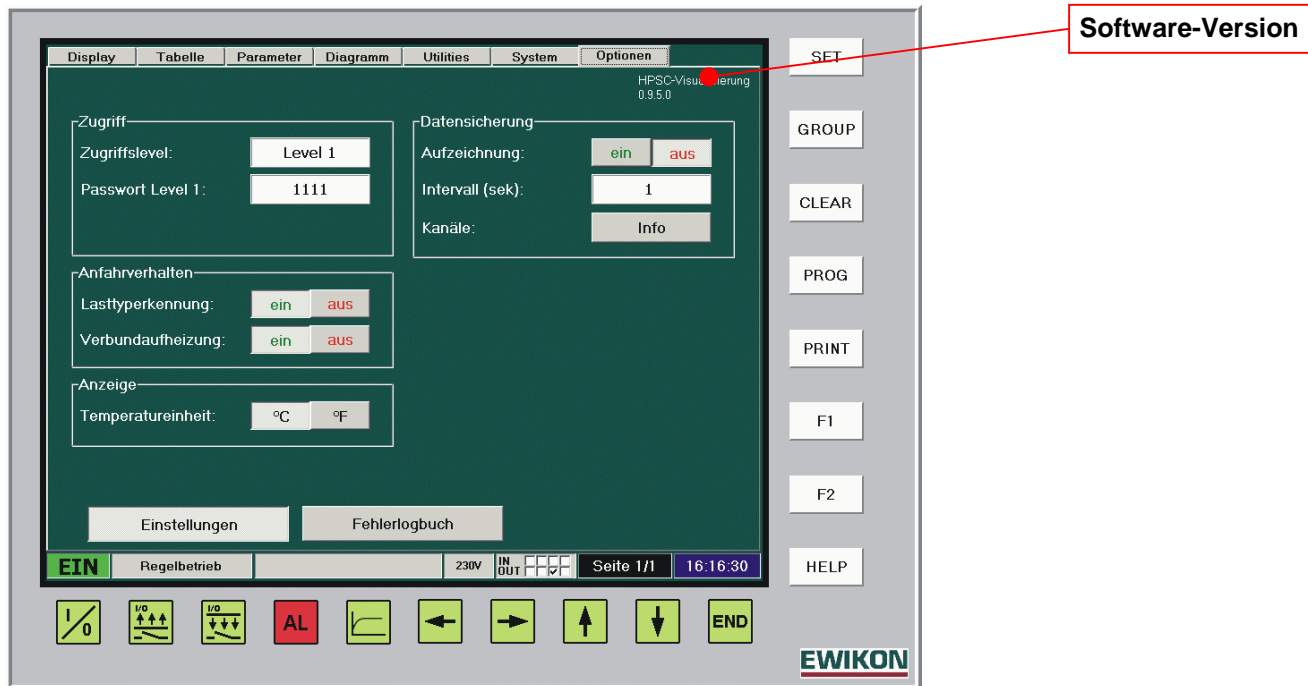 Software-Version
Display Tabelle Parameter Diagramm Utilities System Optionen
HPSC-Visualisierung
0.9.5.0
Zugriff
Zugriffslevel: Level 1
Passwort Level 1: 1111
Datensicherung
Aufzeichnung: ein aus
Intervall (sek): 1
Kanäle: Info
Anfahrverhalten
Lasttyperkennung: ein aus
Verbundaufheizung: ein aus
Anzeige
Temperatureinheit: °C °F
Einstellungen Fehlerlogbuch
EIN Regelbetrieb 230V IN OUT Seite 1/1 16:16:30
SET
GROUP
CLEAR
PROG
PRINT
F1
F2
HELP
I/0 I/O I/O AL END
EWIKON